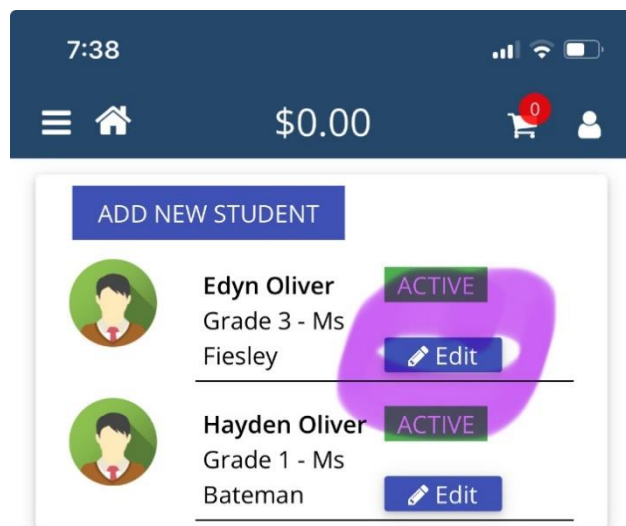 7:38
$0.00
0
ADD NEW STUDENT
Edyn Oliver ACTIVE
Grade 3 - Ms
Fiesley Edit
Hayden Oliver ACTIVE
Grade 1 - Ms
Bateman Edit